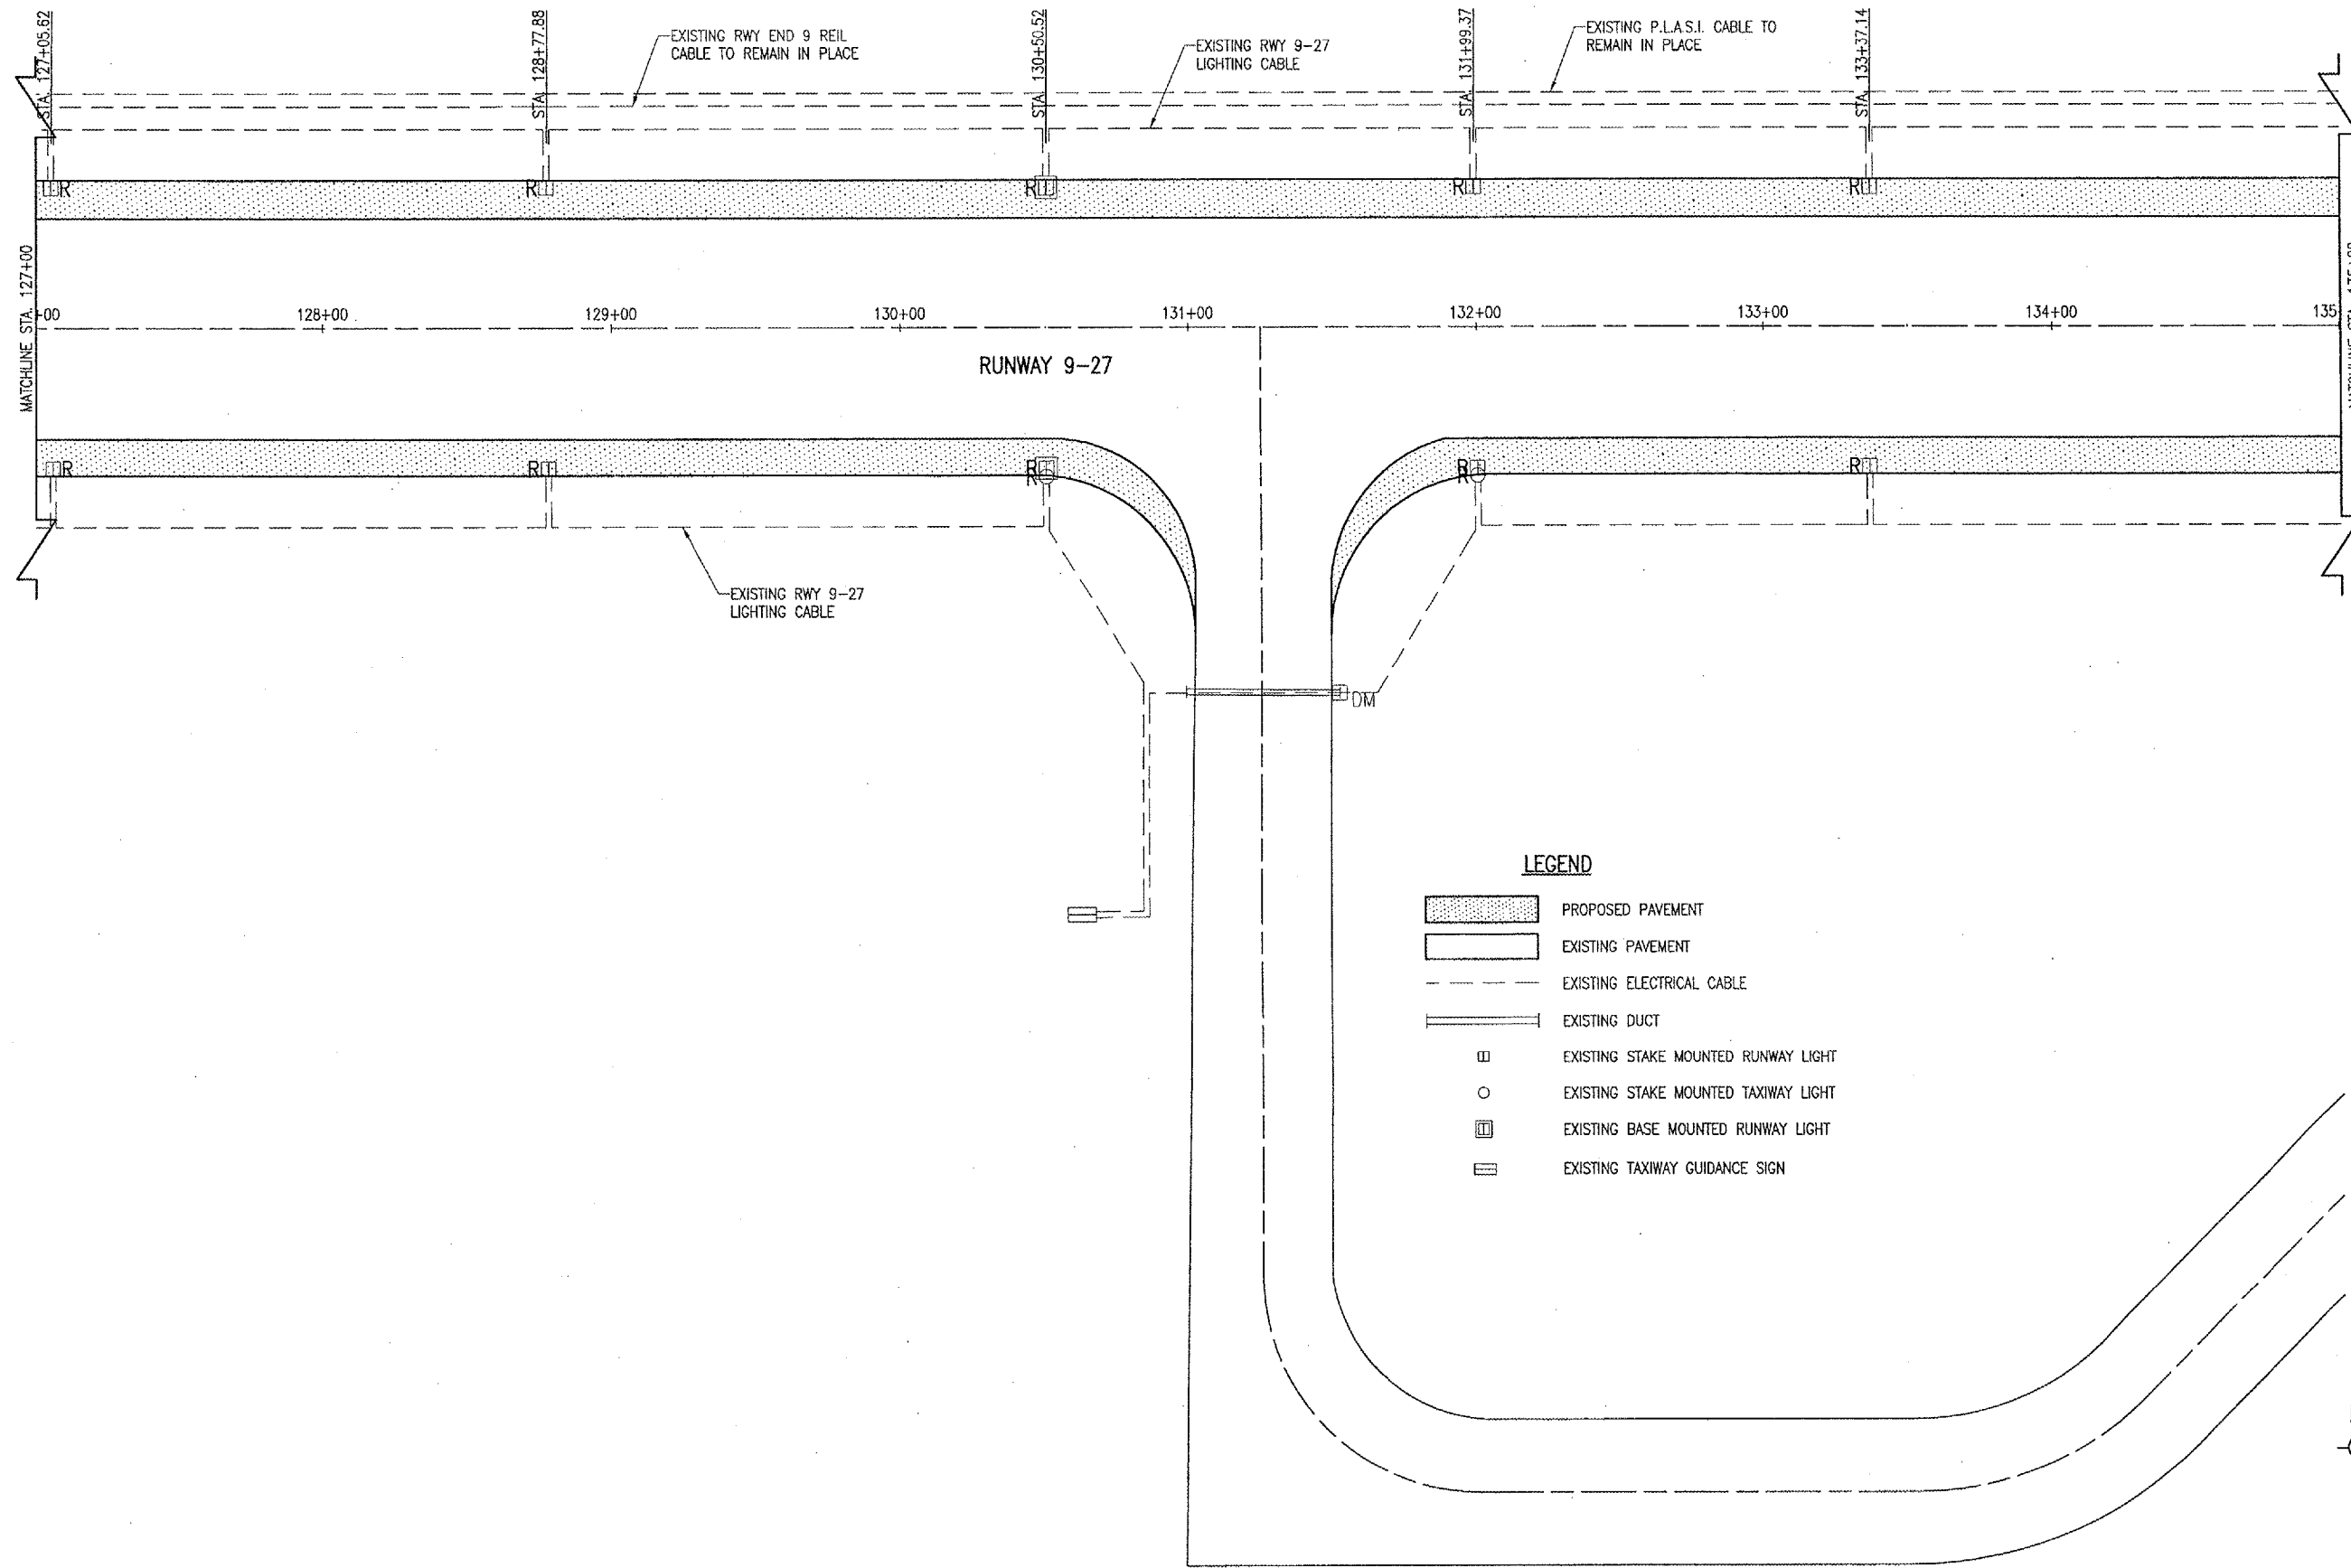 STA. 127+05.62
STA. 128+77.88
STA. 130+50.52
STA. 131+99.37
STA. 133+37.14
EXISTING RWY END 9 REIL
CABLE TO REMAIN IN PLACE
EXISTING RWY 9-27
LIGHTING CABLE
EXISTING P.L.A.S.I. CABLE TO
REMAIN IN PLACE
R
R
R
R
R
MATCHLINE STA. 127+00
+00
128+00
129+00
130+00
131+00
132+00
133+00
134+00
135
RUNWAY 9-27
R
R
R
R
R
R
R
EXISTING RWY 9-27
LIGHTING CABLE
DM
LEGEND
PROPOSED PAVEMENT
EXISTING PAVEMENT
EXISTING ELECTRICAL CABLE
EXISTING DUCT
EXISTING STAKE MOUNTED RUNWAY LIGHT
EXISTING STAKE MOUNTED TAXIWAY LIGHT
EXISTING BASE MOUNTED RUNWAY LIGHT
EXISTING TAXIWAY GUIDANCE SIGN